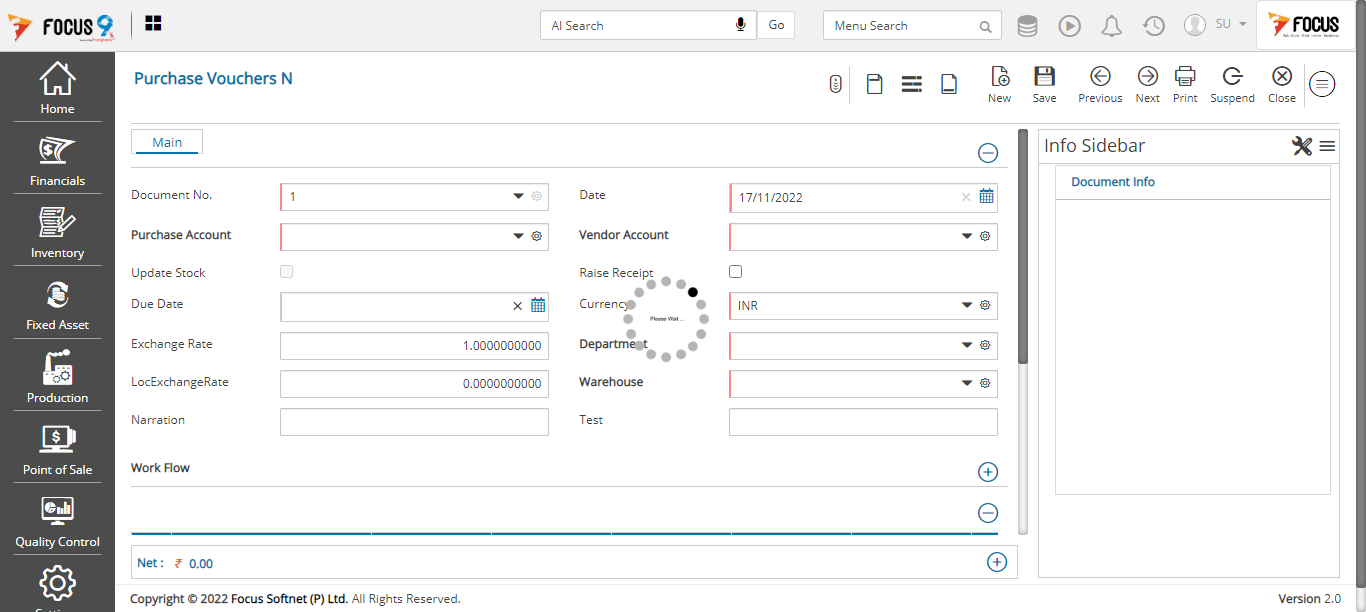 FOCUS 9
AI Search
Go
Menu Search
SU
FOCUS
Home
Financials
Inventory
Fixed Asset
Production
Point of Sale
Quality Control
Purchase Vouchers N
New
Save
Previous
Next
Print
Suspend
Close
Main
Document No.
1
Date
17/11/2022
Purchase Account
Vendor Account
Update Stock
Raise Receipt
Due Date
Currency
INR
Please Wait ...
Exchange Rate
1.0000000000
Department
LocExchangeRate
0.0000000000
Warehouse
Narration
Test
Work Flow
Net : ₹ 0.00
Info Sidebar
Document Info
Copyright © 2022 Focus Softnet (P) Ltd. All Rights Reserved.
Version 2.0